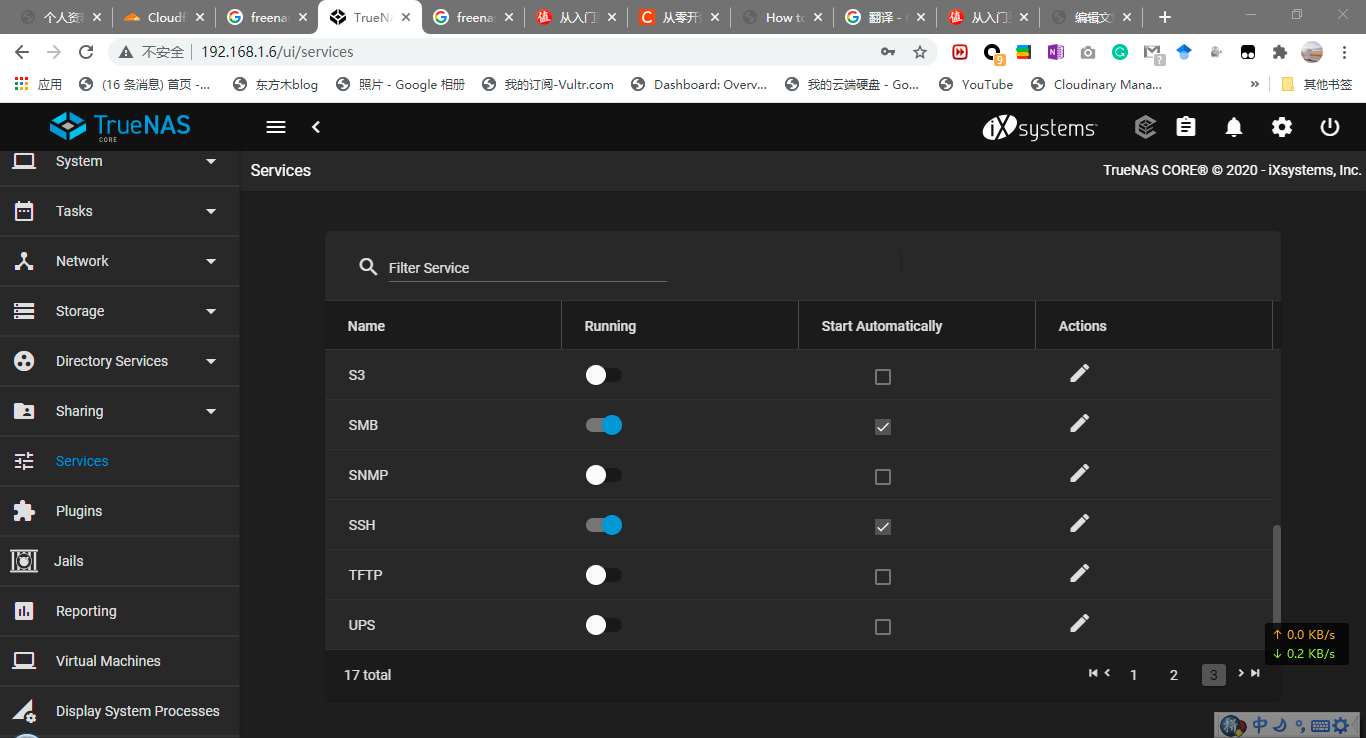 个人资 Cloudf freena TrueNA freena 从入门 从零开 How to 翻译 - 从入门 编辑文
不安全 192.168.1.6/ui/services
9 ?
应用 (16 条消息) 首页 -... 东方木blog 照片 - Google 相册 我的订阅-Vultr.com Dashboard: Overv... 我的云端硬盘 - Go... YouTube Cloudinary Mana... » 其他书签
TrueNAS CORE iXsystems
System Services TrueNAS CORE® © 2020 - iXsystems, Inc.
Tasks
Network
Storage
Directory Services
Sharing
Services
Plugins
Jails
Reporting
Virtual Machines
Display System Processes
Filter Service
Name Running Start Automatically Actions
S3
SMB
SNMP
SSH
TFTP
UPS
17 total 1 2 3
↑ 0.0 KB/s
↓ 0.2 KB/s
中